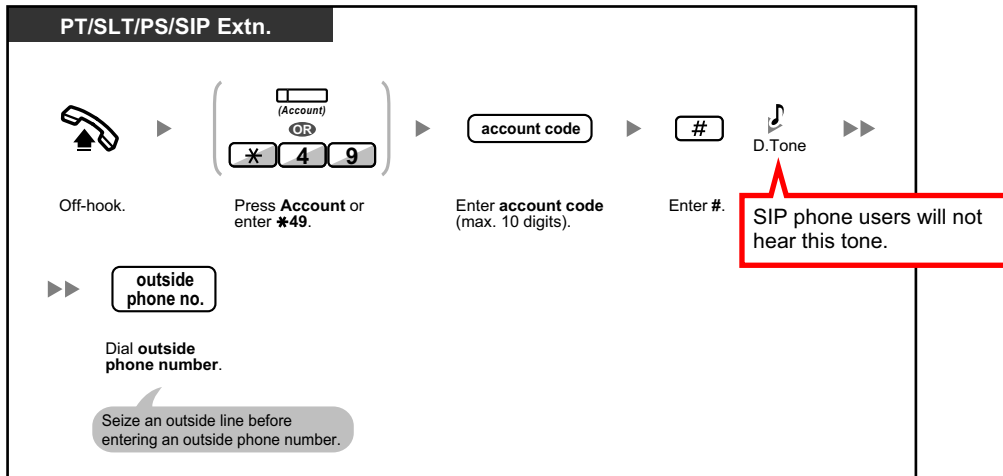 PT/SLT/PS/SIP Extn.
(Account)
OR
* 4 9
account code
#
D.Tone
Off-hook.
Press Account or
enter *49.
Enter account code
(max. 10 digits).
Enter #.
SIP phone users will not
hear this tone.
outside
phone no.
Dial outside
phone number.
Seize an outside line before
entering an outside phone number.